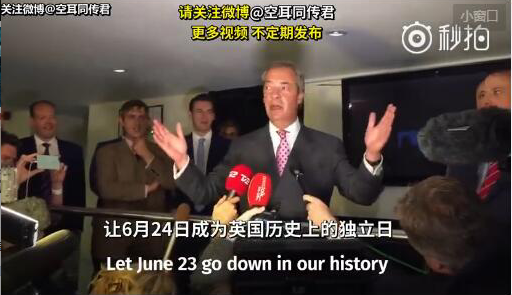 关注微博@空耳同传君
请关注微博@空耳同传君
更多视频 不定期发布
小窗口
秒拍
让6月24日成为英国历史上的独立日
Let June 23 go down in our history